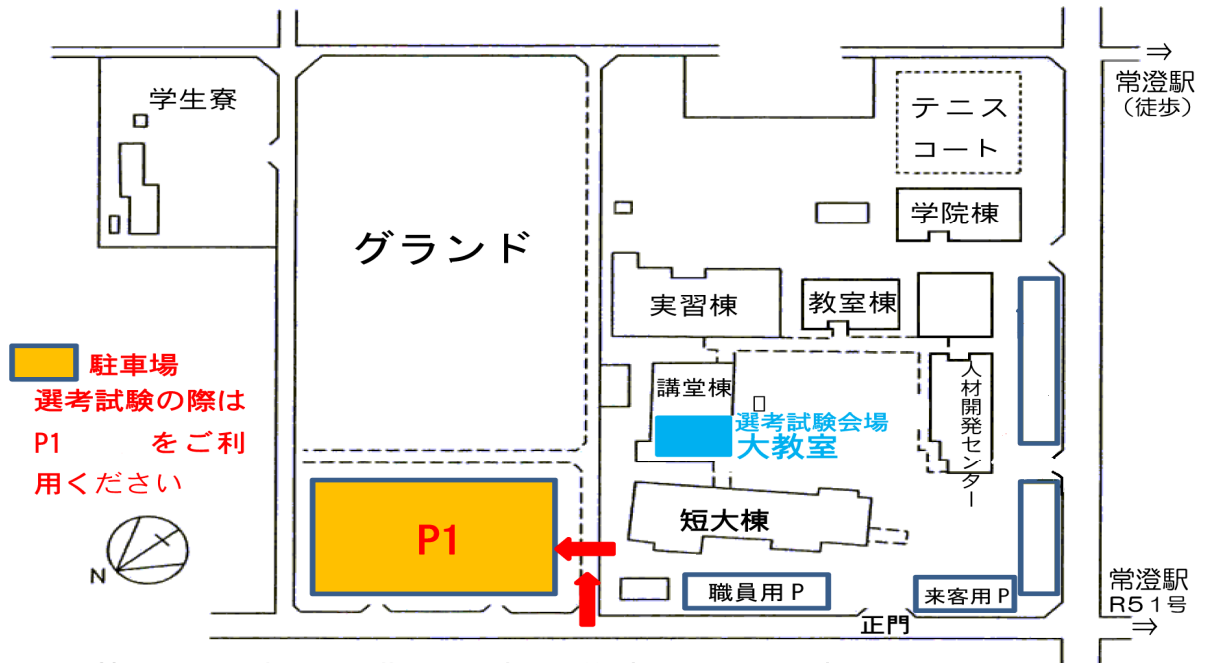 ⇒
常澄駅
（徒歩）
学生寮
テニス
コート
学院棟
グランド
実習棟
教室棟
駐車場
選考試験の際は
P1 をご利
用ください
講堂棟
人材開発センター
選考試験会場
大教室
短大棟
P1
N
職員用P
来客用P
正門
常澄駅
R51号
⇒